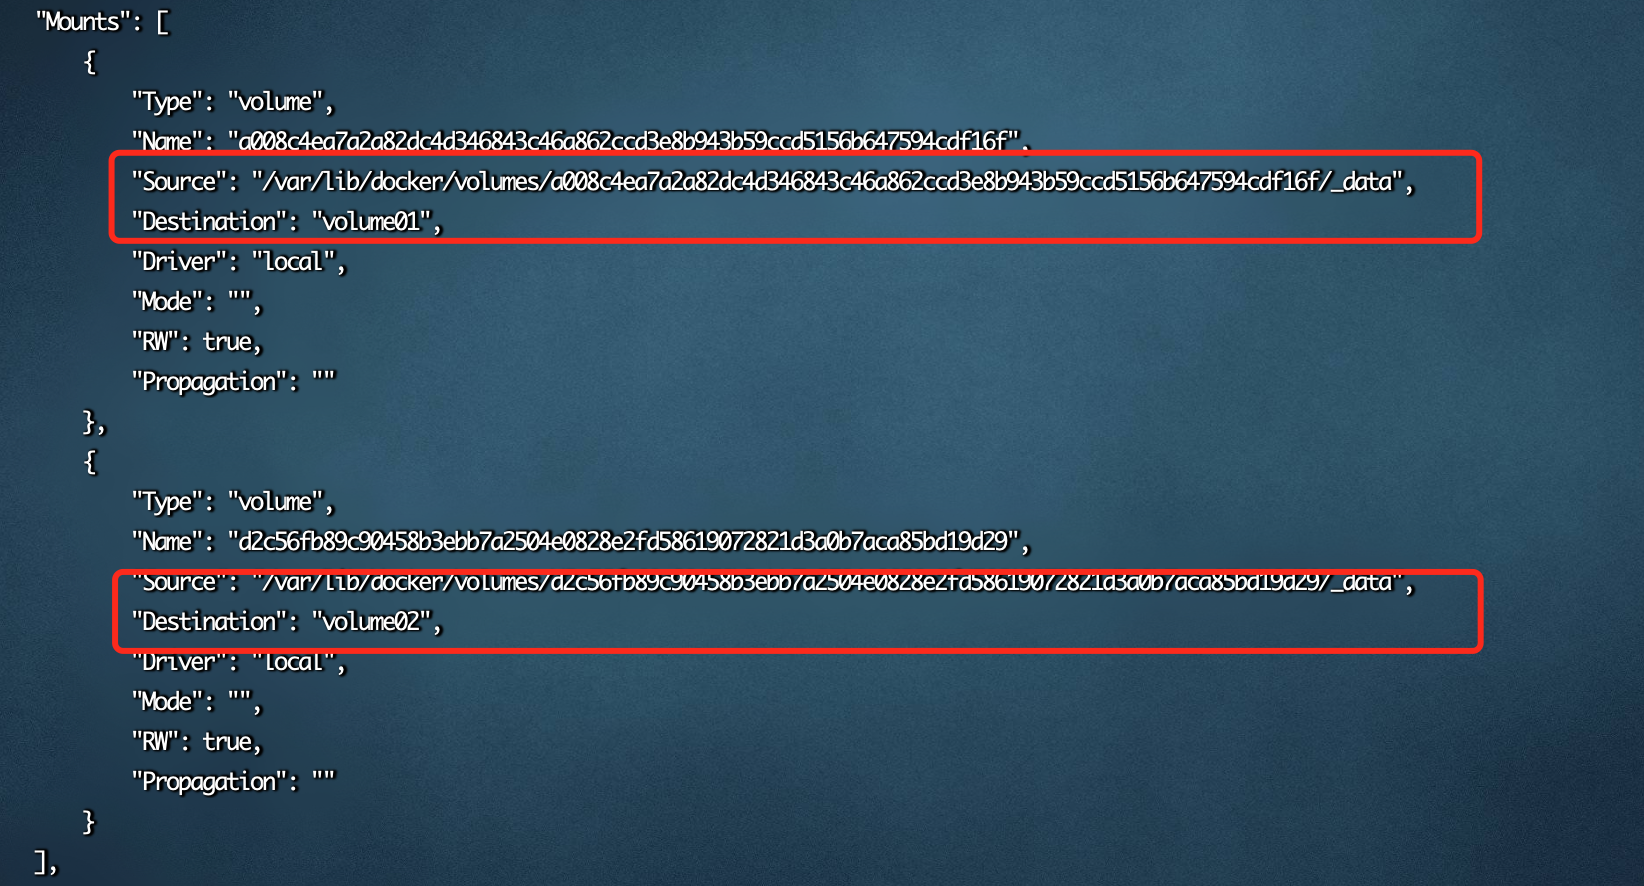 "Mounts": [
{
"Type": "volume",
"Name": "a008c4ea7a2a82dc4d346843c46a862ccd3e8b943b59ccd5156b647594cdf16f",
"Source": "/var/lib/docker/volumes/a008c4ea7a2a82dc4d346843c46a862ccd3e8b943b59ccd5156b647594cdf16f/_data",
"Destination": "volume01",
"Driver": "local",
"Mode": "",
"RW": true,
"Propagation": ""
},
{
"Type": "volume",
"Name": "d2c56fb89c90458b3ebb7a2504e0828e2fd58619072821d3a0b7aca85bd19d29",
"Source": "/var/lib/docker/volumes/d2c56fb89c90458b3ebb7a2504e0828e2fd58619072821d3a0b7aca85bd19d29/_data",
"Destination": "volume02",
"Driver": "local",
"Mode": "",
"RW": true,
"Propagation": ""
}
],